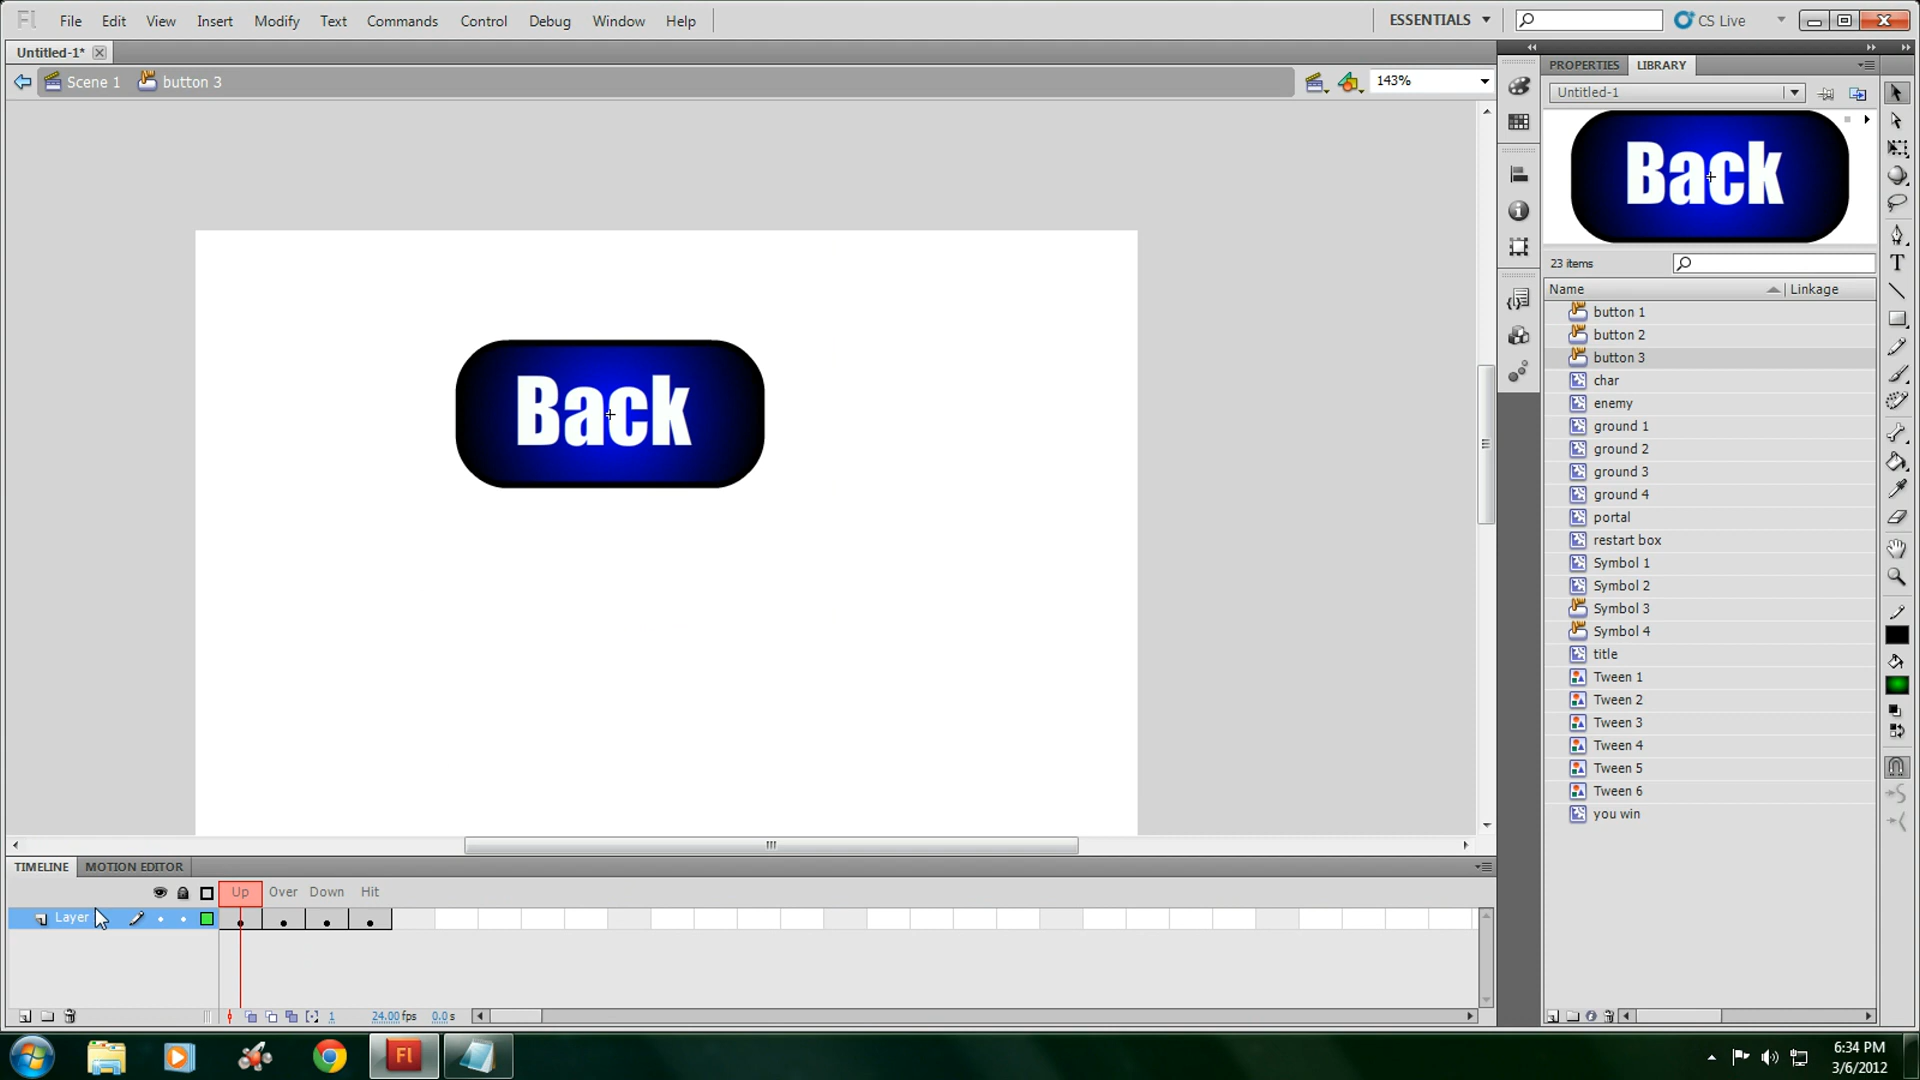 Fl File Edit View Insert Modify Text Commands Control Debug Window Help ESSENTIALS CS Live
Untitled-1*
Scene 1 button 3 143%
PROPERTIES LIBRARY
Untitled-1
Back
23 items
Name Linkage
button 1
button 2
button 3
char
enemy
ground 1
ground 2
ground 3
ground 4
portal
restart box
Symbol 1
Symbol 2
Symbol 3
Symbol 4
title
Tween 1
Tween 2
Tween 3
Tween 4
Tween 5
Tween 6
you win
Back
TIMELINE MOTION EDITOR
Up Over Down Hit
Layer
1 24.00 fps 0.0 s
Fl
6:34 PM
3/6/2012